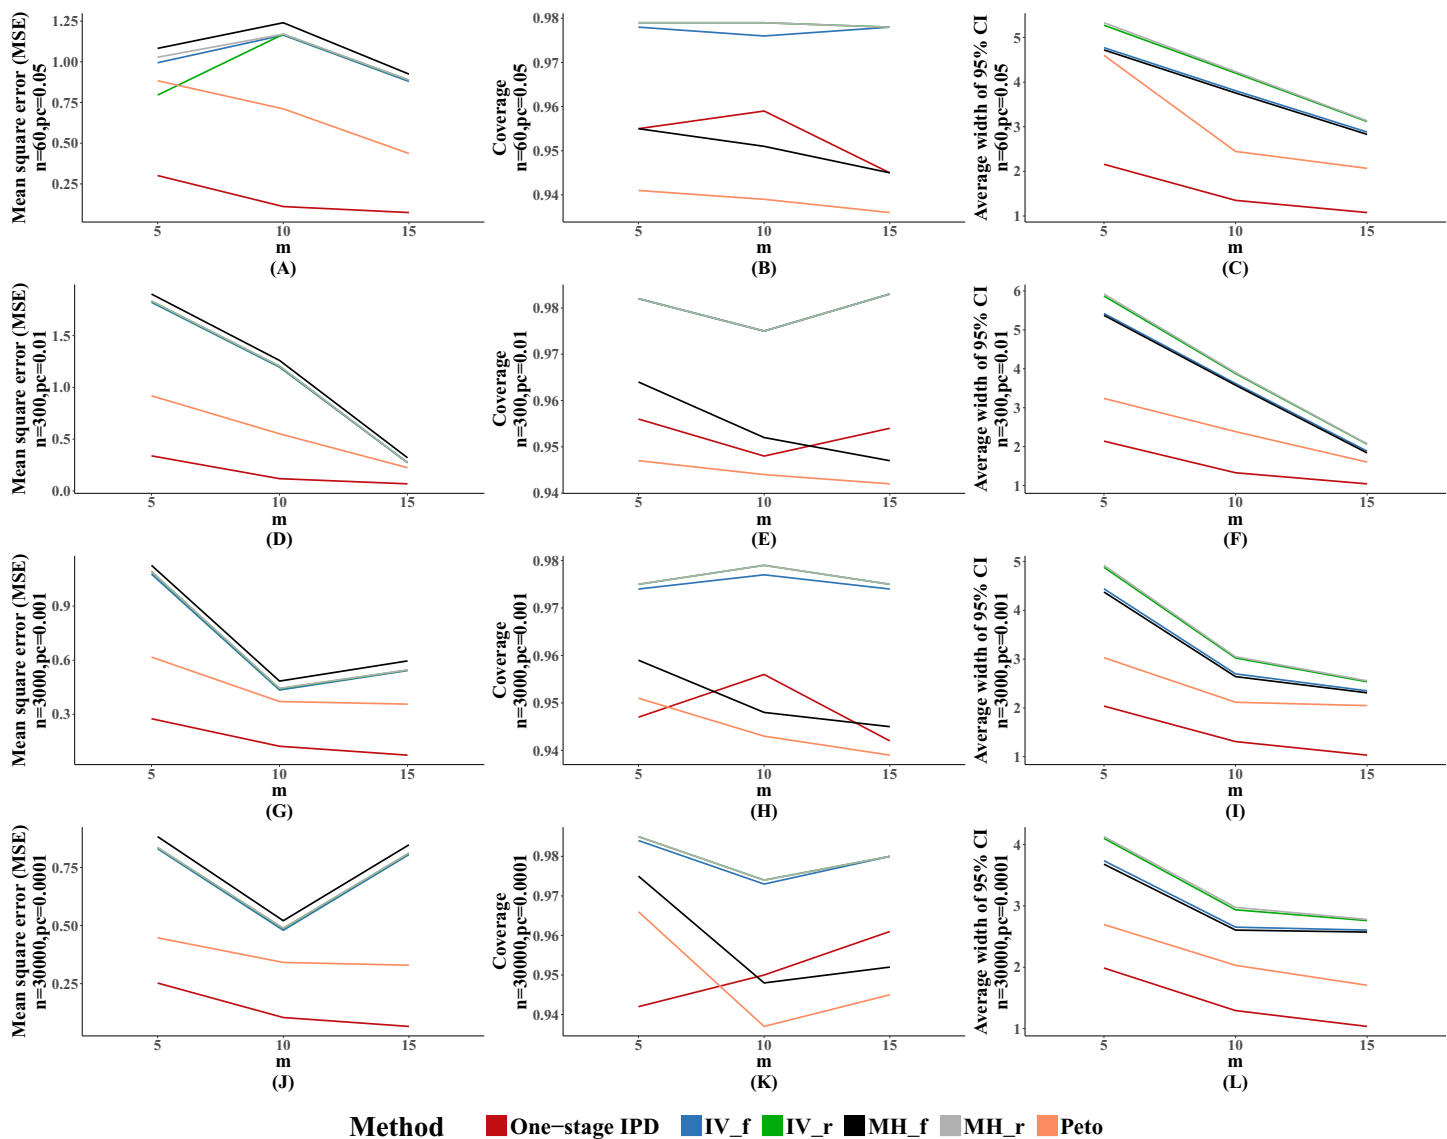 Mean square error (MSE)
n=60,pc=0.05
1.25
1.00
0.75
0.50
0.25
5
10
15
m
(A)
Coverage
n=60,pc=0.05
0.98
0.97
0.96
0.95
0.94
5
10
15
m
(B)
Average width of 95% CI
n=60,pc=0.05
5
4
3
2
1
5
10
15
m
(C)
Mean square error (MSE)
n=300,pc=0.01
1.5
1.0
0.5
0.0
5
10
15
m
(D)
Coverage
n=300,pc=0.01
0.98
0.97
0.96
0.95
0.94
5
10
15
m
(E)
Average width of 95% CI
n=300,pc=0.01
6
5
4
3
2
1
5
10
15
m
(F)
Mean square error (MSE)
n=3000,pc=0.001
0.9
0.6
0.3
5
10
15
m
(G)
Coverage
n=3000,pc=0.001
0.98
0.97
0.96
0.95
0.94
5
10
15
m
(H)
Average width of 95% CI
n=3000,pc=0.001
5
4
3
2
1
5
10
15
m
(I)
Mean square error (MSE)
n=30000,pc=0.0001
0.75
0.50
0.25
5
10
15
m
(J)
Coverage
n=30000,pc=0.0001
0.98
0.97
0.96
0.95
0.94
5
10
15
m
(K)
Average width of 95% CI
n=30000,pc=0.0001
4
3
2
1
5
10
15
m
(L)
Method One−stage IPD IV_f IV_r MH_f MH_r Peto